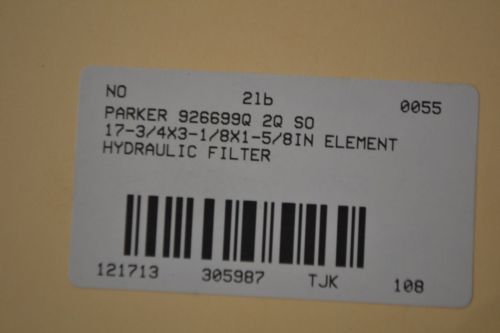 NO 2lb 0055
PARKER 926699Q 2Q SO
17-3/4X3-1/8X1-5/8IN ELEMENT
HYDRAULIC FILTER
121713 305987 TJK 108